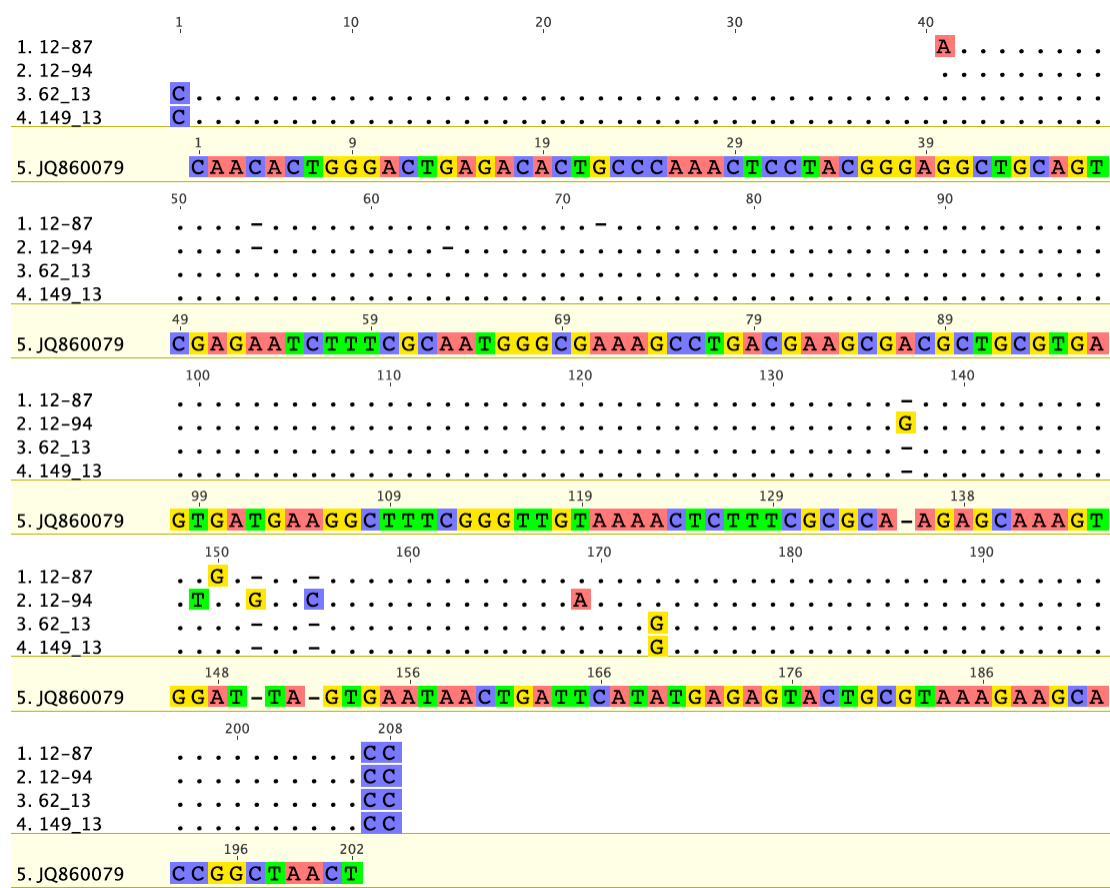 1 10 20 30 40
1. 12-87 A........
2. 12-94 .........
3. 62_13 C................................................
4. 149_13 C................................................
1 9 19 29 39
5. JQ860079 CAACACTGGGACTGAGACACTGCCCAAACTCCTACGGGAGGCTGCAGT
50 60 70 80 90
1. 12-87 ....-.................-..........................
2. 12-94 ....-.........-..................................
3. 62_13 .................................................
4. 149_13 .................................................
49 59 69 79 89
5. JQ860079 CGAGAATCTTTCGCAATGGGCGAAAGCCTGACGAAGCGACGCTGCGTGA
100 110 120 130 140
1. 12-87 ......................................-..........
2. 12-94 ......................................G..........
3. 62_13 ......................................-..........
4. 149_13 ......................................-..........
99 109 119 129 138
5. JQ860079 GTGATGAAGGCTTTCGGGTTGTAAAACTCTTTCGCGCA-AGAGCAAAGT
150 160 170 180 190
1. 12-87 ..G.-..-.........................................
2. 12-94 .T..G..C.............A...........................
3. 62_13 ....-..-.................G.......................
4. 149_13 ....-..-.................G.......................
148 156 166 176 186
5. JQ860079 GGAT-TA-GTGAATAACTGATTCATATGAGAGTACTGCGTAAAGAAGCA
200 208
1. 12-87 ..........CC
2. 12-94 ..........CC
3. 62_13 ..........CC
4. 149_13 ..........CC
196 202
5. JQ860079 CCGGCTAACT